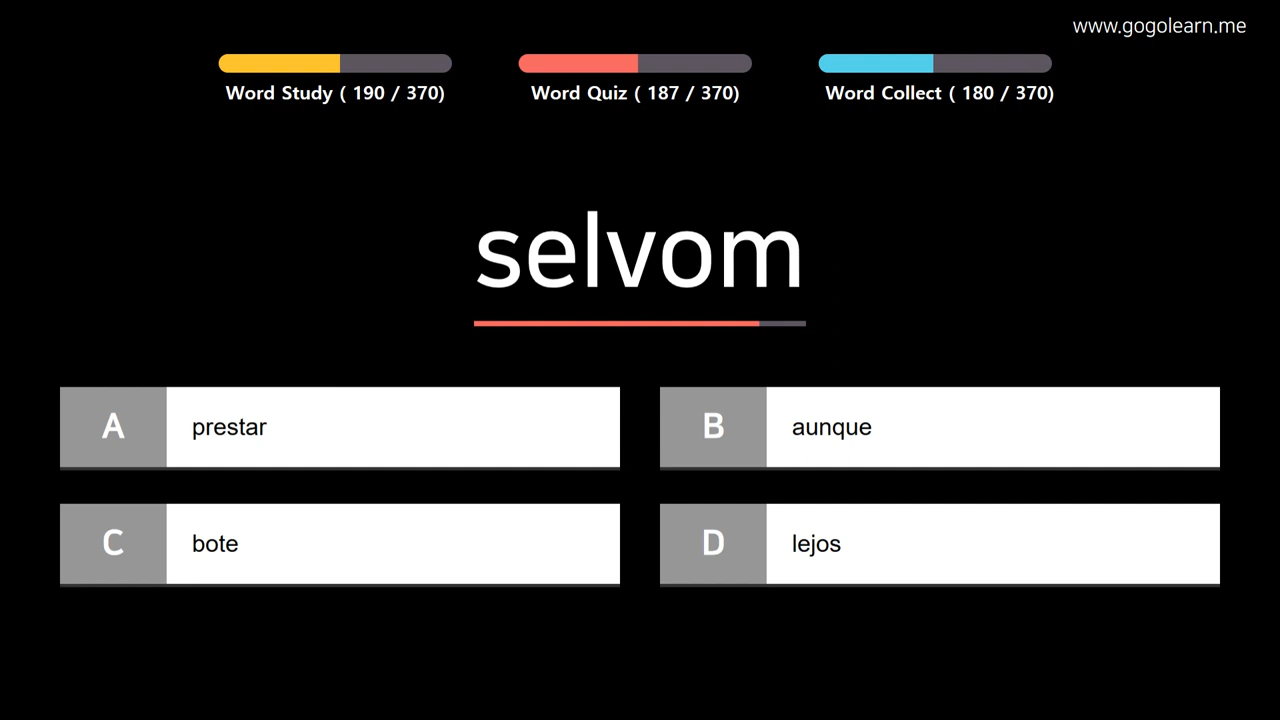 www.gogolearn.me
Word Study ( 190 / 370)
Word Quiz ( 187 / 370)
Word Collect ( 180 / 370)
selvom
A prestar
B aunque
C bote
D lejos